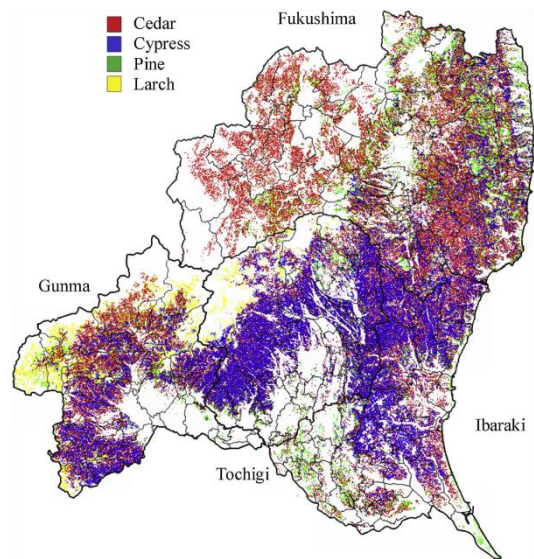 Fukushima
Cedar
Cypress
Pine
Larch
Gunma
Ibaraki
Tochigi